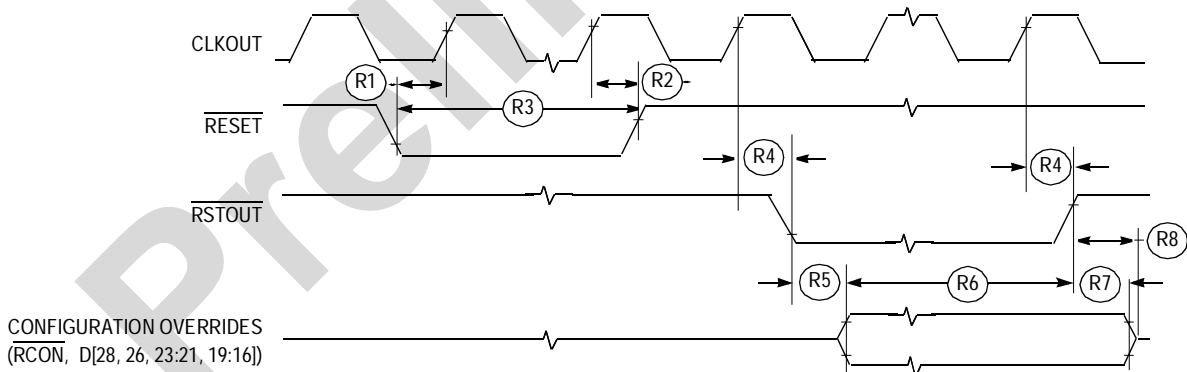 CLKOUT
R1
R2
R3
RESET
R4
R4
RSTOUT
R8
R5
R6
R7
CONFIGURATION OVERRIDES
(RCON, D[28, 26, 23:21, 19:16])